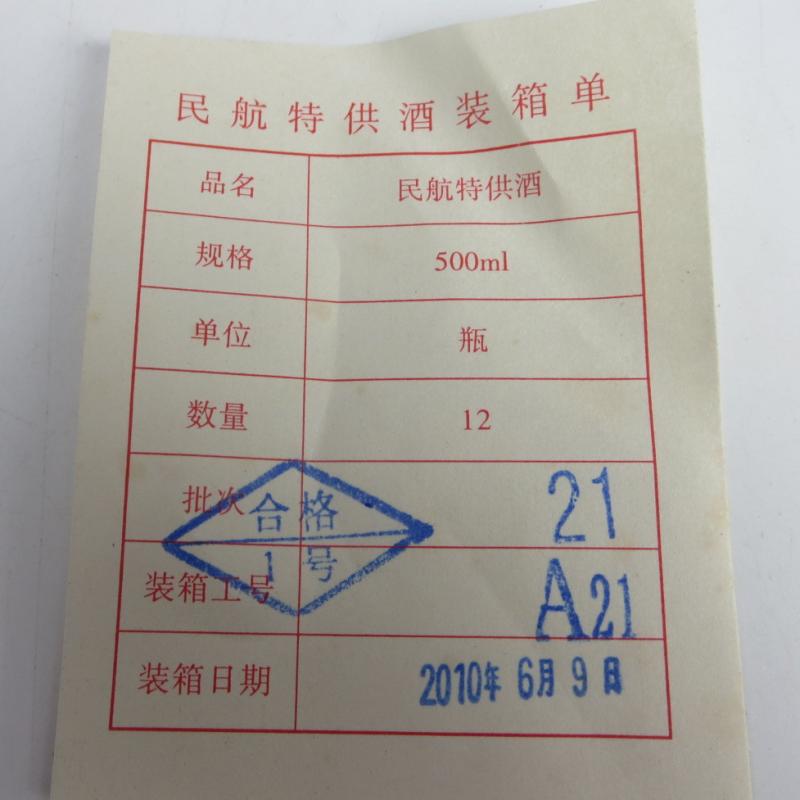 民航特供酒装箱单
品名 民航特供酒
规格 500ml
单位 瓶
数量 12
批次 21
合格
1号
装箱工号 A21
装箱日期 2010年6月9日